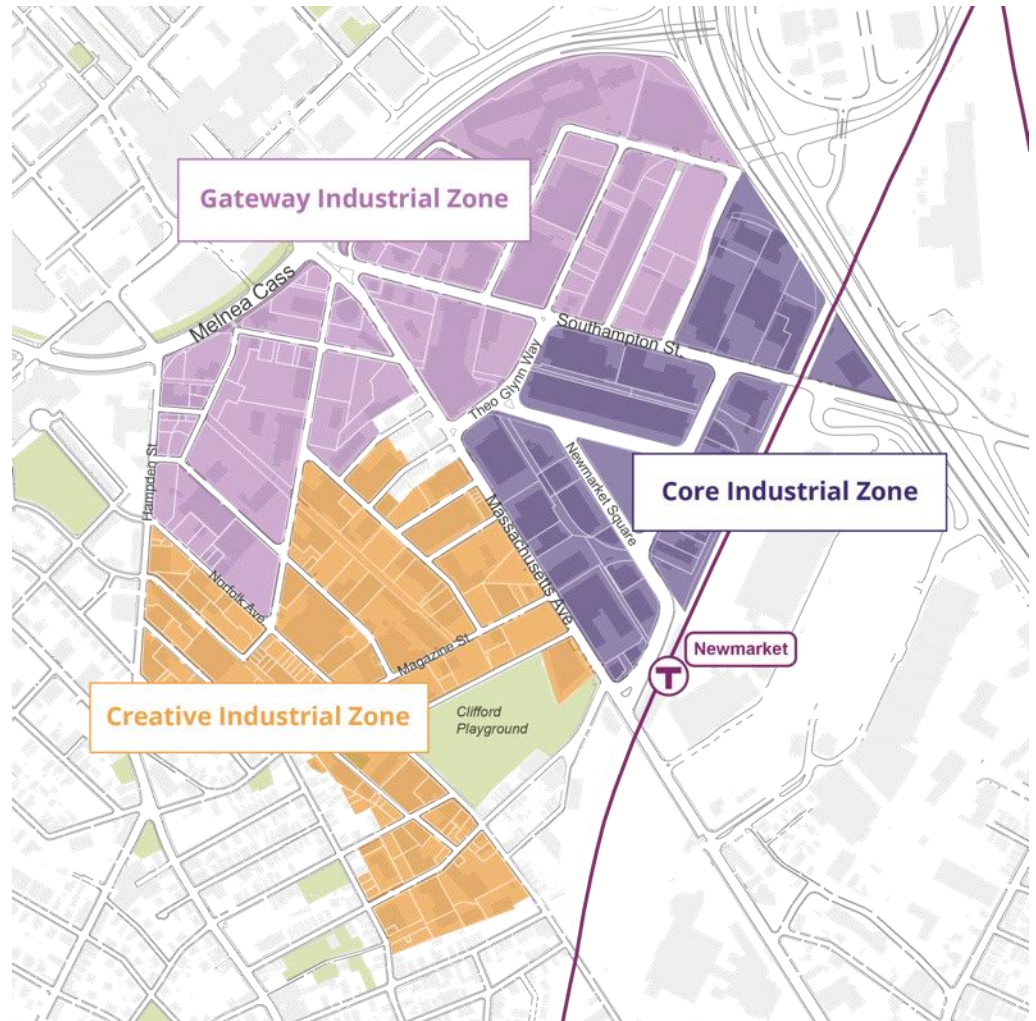 Gateway Industrial Zone
Melnea Cass
Southampton St.
Theo Glynn Way
Hampden St
Newmarket Square
Core Industrial Zone
Massachusetts Ave
Norfolk Ave
Magazine St
T
Newmarket
Creative Industrial Zone
Clifford
Playground